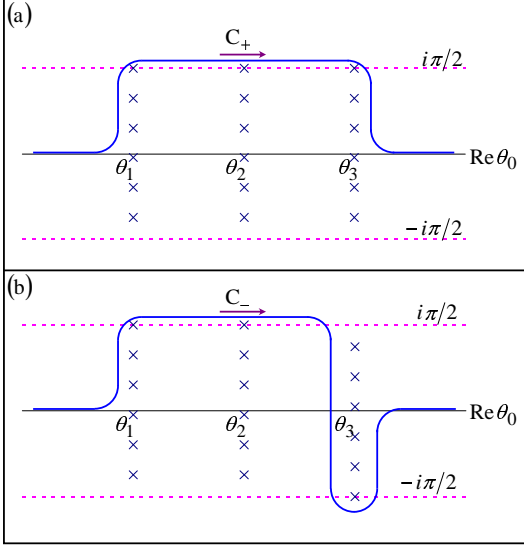 (a)
C₊
iπ/2
θ₁ θ₂ θ₃ Re θ₀
−iπ/2
(b)
C₋
iπ/2
θ₁ θ₂ θ₃ Re θ₀
−iπ/2